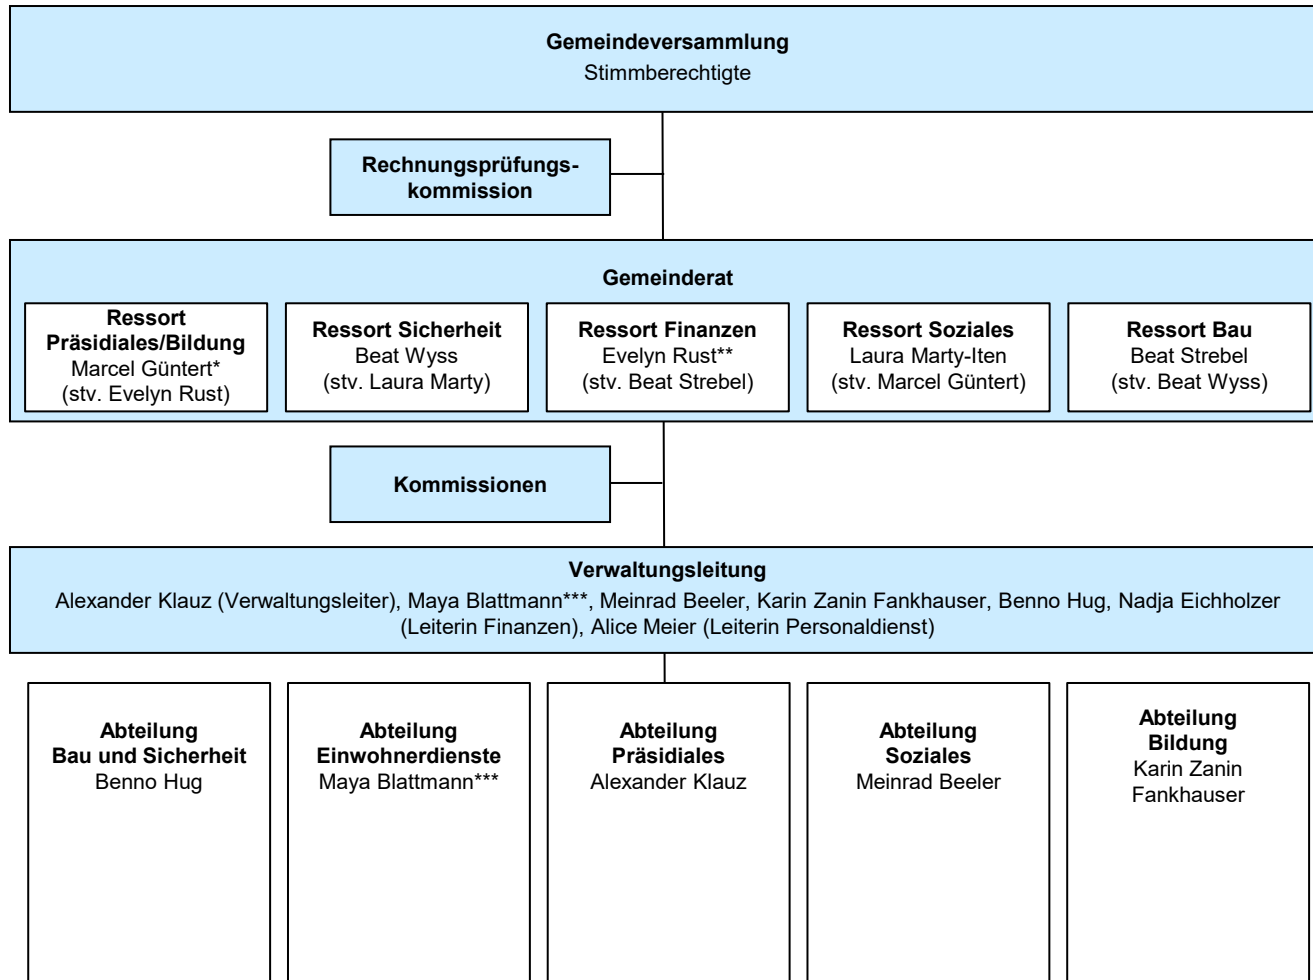 Gemeindeversammlung
Stimmberechtigte
Rechnungsprüfungs-
kommission
Gemeinderat
Ressort
Präsidiales/Bildung
Marcel Güntert*
(stv. Evelyn Rust)
Ressort Sicherheit
Beat Wyss
(stv. Laura Marty)
Ressort Finanzen
Evelyn Rust**
(stv. Beat Strebel)
Ressort Soziales
Laura Marty-Iten
(stv. Marcel Güntert)
Ressort Bau
Beat Strebel
(stv. Beat Wyss)
Kommissionen
Verwaltungsleitung
Alexander Klauz (Verwaltungsleiter), Maya Blattmann***, Meinrad Beeler, Karin Zanin Fankhauser, Benno Hug, Nadja Eichholzer
(Leiterin Finanzen), Alice Meier (Leiterin Personaldienst)
Abteilung
Bau und Sicherheit
Benno Hug
Abteilung
Einwohnerdienste
Maya Blattmann***
Abteilung
Präsidiales
Alexander Klauz
Abteilung
Soziales
Meinrad Beeler
Abteilung
Bildung
Karin Zanin
Fankhauser